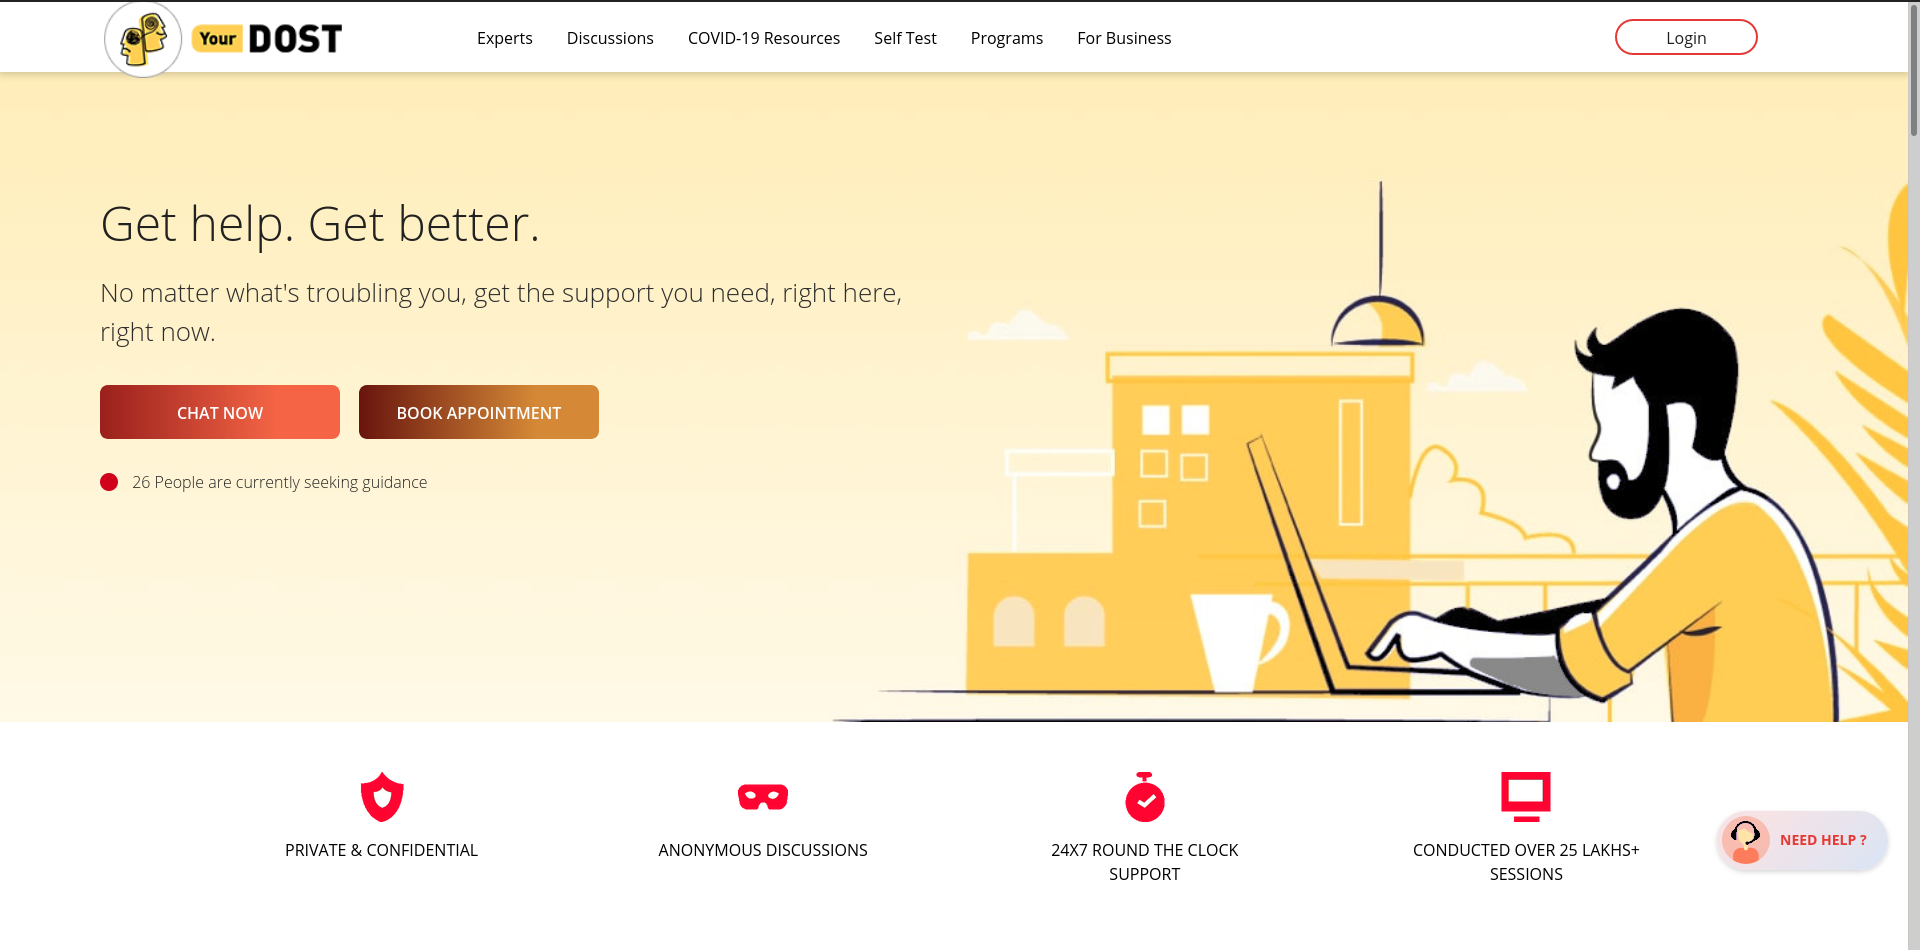 Your DOST
Experts
Discussions
COVID-19 Resources
Self Test
Programs
For Business
Login
Get help. Get better.
No matter what's troubling you, get the support you need, right here,
right now.
CHAT NOW
BOOK APPOINTMENT
26 People are currently seeking guidance
PRIVATE & CONFIDENTIAL
ANONYMOUS DISCUSSIONS
24X7 ROUND THE CLOCK
SUPPORT
CONDUCTED OVER 25 LAKHS+
SESSIONS
NEED HELP ?